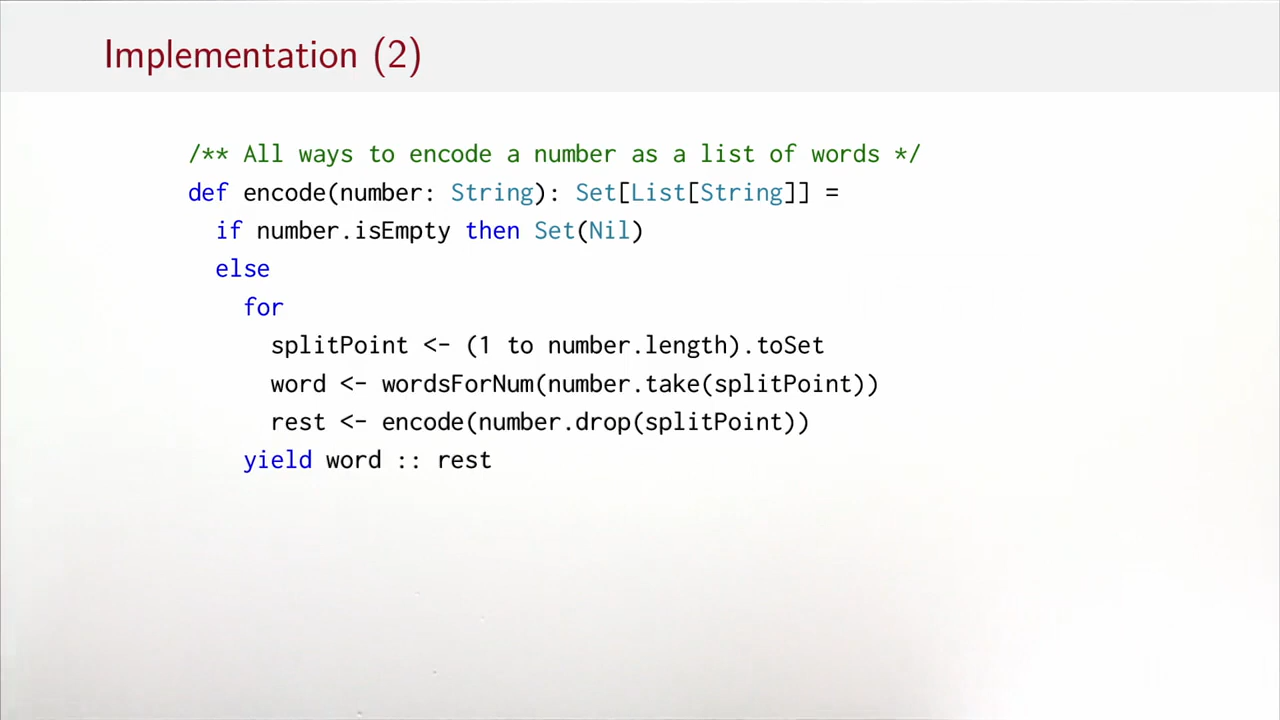 Implementation (2)
/** All ways to encode a number as a list of words */
def encode(number: String): Set[List[String]] =
if number.isEmpty then Set(Nil)
else
for
splitPoint <- (1 to number.length).toSet
word <- wordsForNum(number.take(splitPoint))
rest <- encode(number.drop(splitPoint))
yield word :: rest